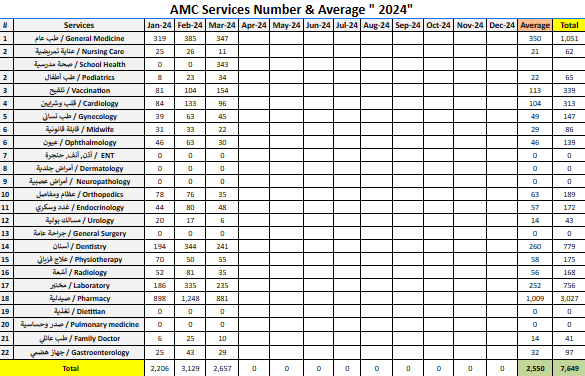 AMC Services Number & Average " 2024"
# Services Jan-24 Feb-24 Mar-24 Apr-24 May-24 Jun-24 Jul-24 Aug-24 Sep-24 Oct-24 Nov-24 Dec-24 Average Total
1 طب عام / General Medicine 319 385 347 350 1,051
2 عناية تمريضية / Nursing Care 25 26 11 21 62
صحة مدرسية / School Health 0 0 343
2 طب أطفال / Pediatrics 8 23 34 22 65
3 تلقيح / Vaccination 81 104 154 113 339
4 قلب وشرايين / Cardiology 84 133 96 104 313
5 طب نسائي / Gynecology 39 63 45 49 147
6 قابلة قانونية / Midwife 31 33 22 29 86
6 عيون / Ophthalmology 46 63 30 46 139
7 أذن, أنف, حنجرة / ENT 0 0 0 0 0
8 أمراض جلدية / Dermatology 0 0 0 0 0
9 أمراض عصبية / Neuropathology 0 0 0 0 0
10 عظام ومفاصل / Orthopedics 78 76 35 63 189
11 غدد وسكري / Endocrinology 44 80 48 57 172
12 مسالك بولية / Urology 20 17 6 14 43
13 جراحة عامة / General Surgery 0 0 0 0 0
14 أسنان / Dentistry 194 344 241 260 779
15 علاج فزيائي / Physiotherapy 70 50 55 58 175
16 أشعة / Radiology 52 81 35 56 168
17 مختبر / Laboratory 186 335 235 252 756
18 صيدلية / Pharmacy 898 1,248 881 1,009 3,027
19 تغذية / Dietitian 0 0 0 0 0
20 صدر وحساسية / Pulmonary medicine 0 0 0 0 0
21 طب عائلي / Family Doctor 6 25 10 14 41
22 جهاز هضمي / Gastroenterology 25 43 29 32 97
Total 2,206 3,129 2,657 0 0 0 0 0 0 0 0 0 2,550 7,649